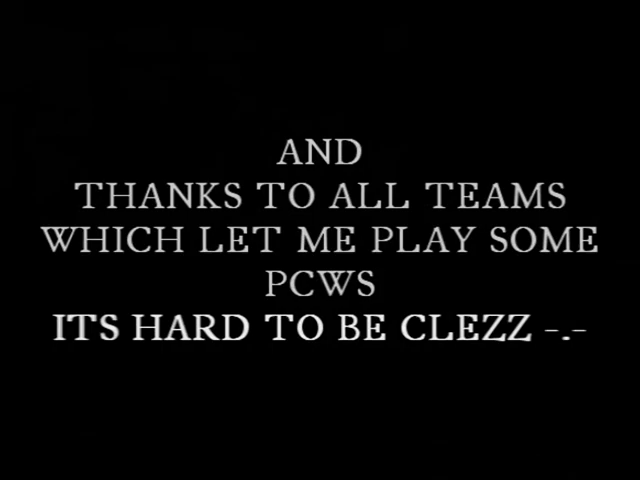 AND
THANKS TO ALL TEAMS
WHICH LET ME PLAY SOME
PCWS
ITS HARD TO BE CLEZZ -.-